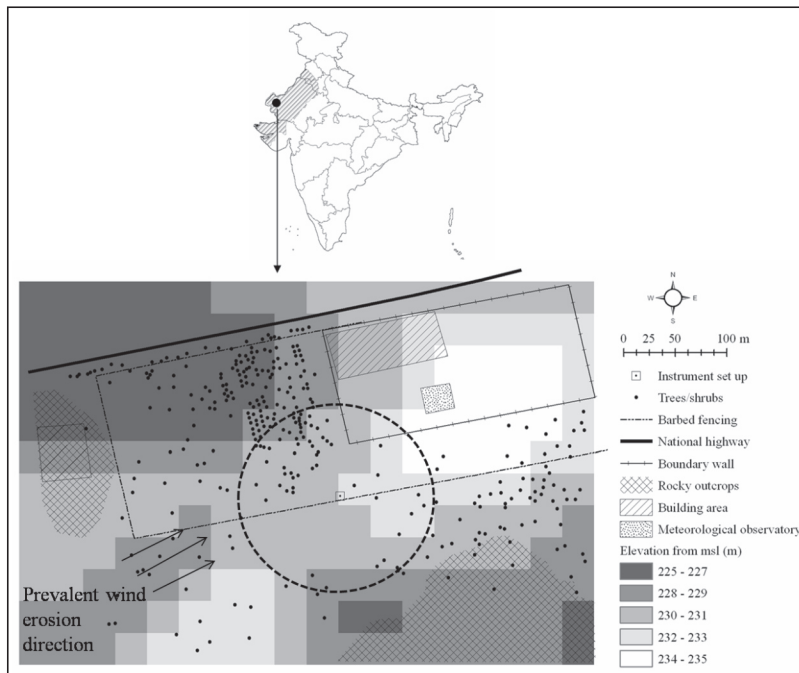 N
W E
S
0 25 50 100 m
Instrument set up
Trees/shrubs
Barbed fencing
National highway
Boundary wall
Rocky outcrops
Building area
Meteorological observatory
Elevation from msl (m)
225 - 227
228 - 229
230 - 231
232 - 233
234 - 235
Prevalent wind
erosion
direction